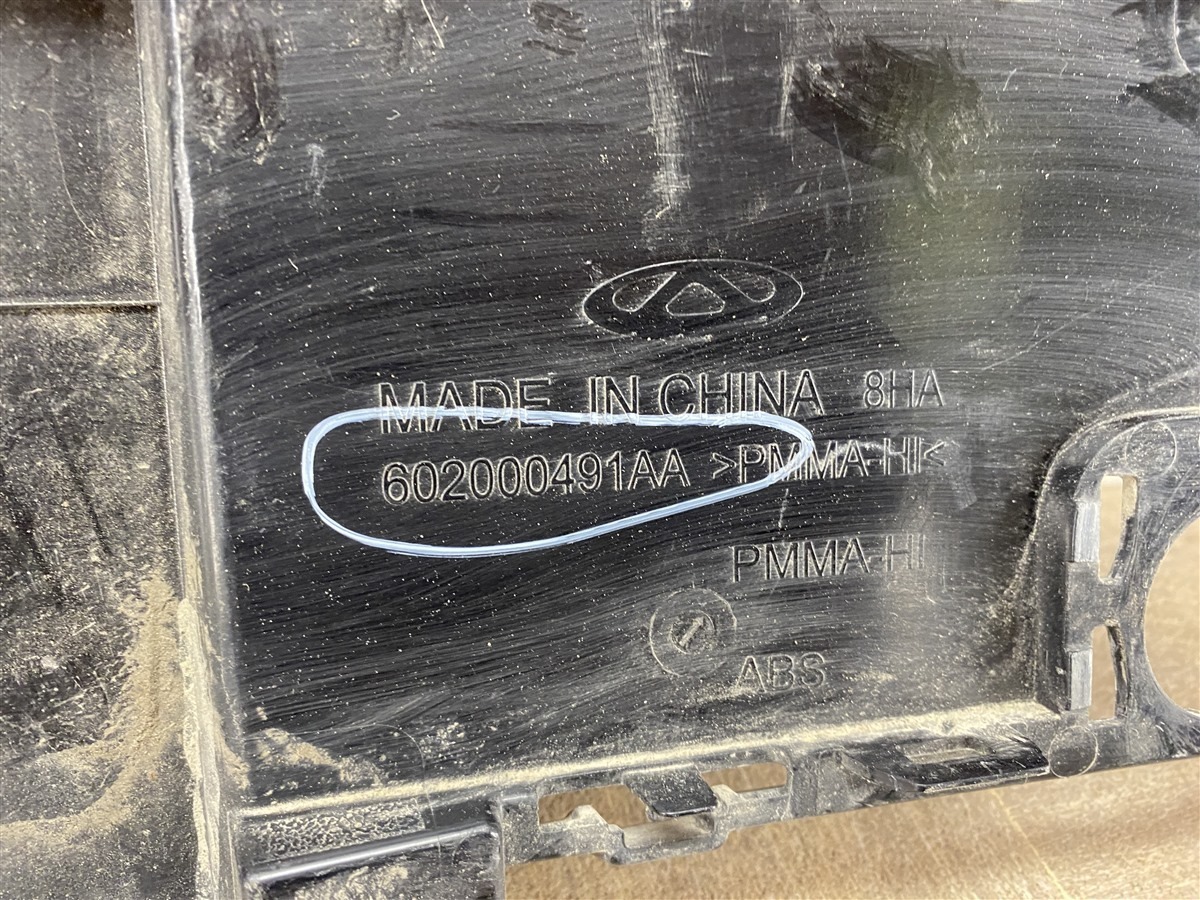 MADE IN CHINA 8HA
602000491AA >PMMA-HI<
PMMA-HI
ABS